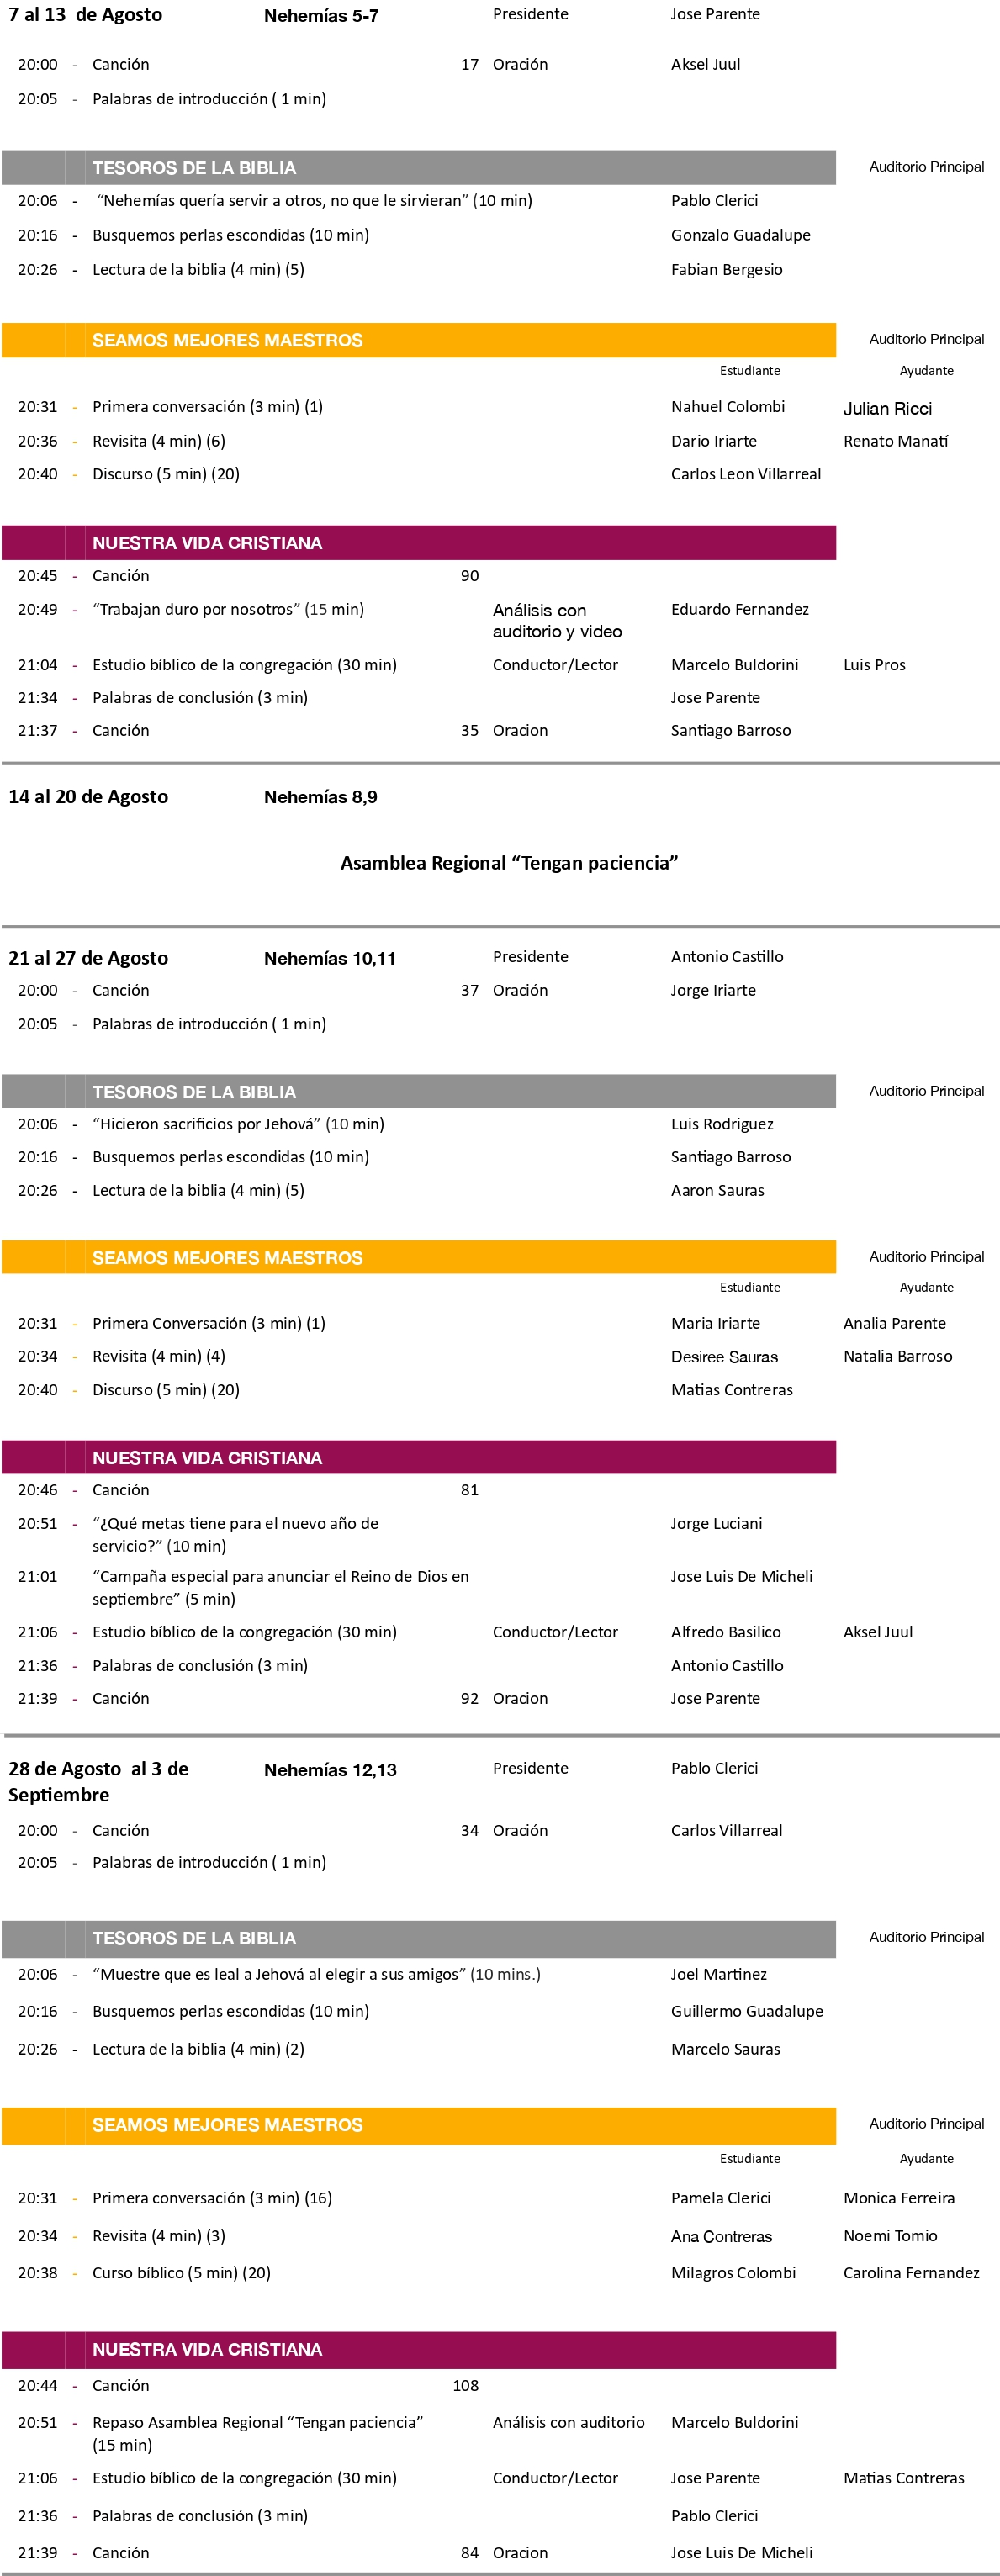 7 al 13 de Agosto Nehemías 5-7 Presidente Jose Parente
20:00 - Canción 17 Oración Aksel Juul
20:05 - Palabras de introducción ( 1 min)
TESOROS DE LA BIBLIA Auditorio Principal
20:06 - “Nehemías quería servir a otros, no que le sirvieran” (10 min) Pablo Clerici
20:16 - Busquemos perlas escondidas (10 min) Gonzalo Guadalupe
20:26 - Lectura de la biblia (4 min) (5) Fabian Bergesio
SEAMOS MEJORES MAESTROS Auditorio Principal
Estudiante Ayudante
20:31 - Primera conversación (3 min) (1) Nahuel Colombi Julian Ricci
20:36 - Revisita (4 min) (6) Dario Iriarte Renato Manatí
20:40 - Discurso (5 min) (20) Carlos Leon Villarreal
NUESTRA VIDA CRISTIANA
20:45 - Canción 90
20:49 - “Trabajan duro por nosotros” (15 min) Análisis con Eduardo Fernandez
auditorio y video
21:04 - Estudio bíblico de la congregación (30 min) Conductor/Lector Marcelo Buldorini Luis Pros
21:34 - Palabras de conclusión (3 min) Jose Parente
21:37 - Canción 35 Oracion Santiago Barroso
14 al 20 de Agosto Nehemías 8,9
Asamblea Regional “Tengan paciencia”
21 al 27 de Agosto Nehemías 10,11 Presidente Antonio Castillo
20:00 - Canción 37 Oración Jorge Iriarte
20:05 - Palabras de introducción ( 1 min)
TESOROS DE LA BIBLIA Auditorio Principal
20:06 - “Hicieron sacrificios por Jehová” (10 min) Luis Rodriguez
20:16 - Busquemos perlas escondidas (10 min) Santiago Barroso
20:26 - Lectura de la biblia (4 min) (5) Aaron Sauras
SEAMOS MEJORES MAESTROS Auditorio Principal
Estudiante Ayudante
20:31 - Primera Conversación (3 min) (1) Maria Iriarte Analia Parente
20:34 - Revisita (4 min) (4) Desiree Sauras Natalia Barroso
20:40 - Discurso (5 min) (20) Matias Contreras
NUESTRA VIDA CRISTIANA
20:46 - Canción 81
20:51 - “¿Qué metas tiene para el nuevo año de Jorge Luciani
servicio?” (10 min)
21:01 “Campaña especial para anunciar el Reino de Dios en Jose Luis De Micheli
septiembre” (5 min)
21:06 - Estudio bíblico de la congregación (30 min) Conductor/Lector Alfredo Basilico Aksel Juul
21:36 - Palabras de conclusión (3 min) Antonio Castillo
21:39 - Canción 92 Oracion Jose Parente
28 de Agosto al 3 de Nehemías 12,13 Presidente Pablo Clerici
Septiembre
20:00 - Canción 34 Oración Carlos Villarreal
20:05 - Palabras de introducción ( 1 min)
TESOROS DE LA BIBLIA Auditorio Principal
20:06 - “Muestre que es leal a Jehová al elegir a sus amigos” (10 mins.) Joel Martinez
20:16 - Busquemos perlas escondidas (10 min) Guillermo Guadalupe
20:26 - Lectura de la biblia (4 min) (2) Marcelo Sauras
SEAMOS MEJORES MAESTROS Auditorio Principal
Estudiante Ayudante
20:31 - Primera conversación (3 min) (16) Pamela Clerici Monica Ferreira
20:34 - Revisita (4 min) (3) Ana Contreras Noemi Tomio
20:38 - Curso bíblico (5 min) (20) Milagros Colombi Carolina Fernandez
NUESTRA VIDA CRISTIANA
20:44 - Canción 108
20:51 - Repaso Asamblea Regional “Tengan paciencia” Análisis con auditorio Marcelo Buldorini
(15 min)
21:06 - Estudio bíblico de la congregación (30 min) Conductor/Lector Jose Parente Matias Contreras
21:36 - Palabras de conclusión (3 min) Pablo Clerici
21:39 - Canción 84 Oracion Jose Luis De Micheli